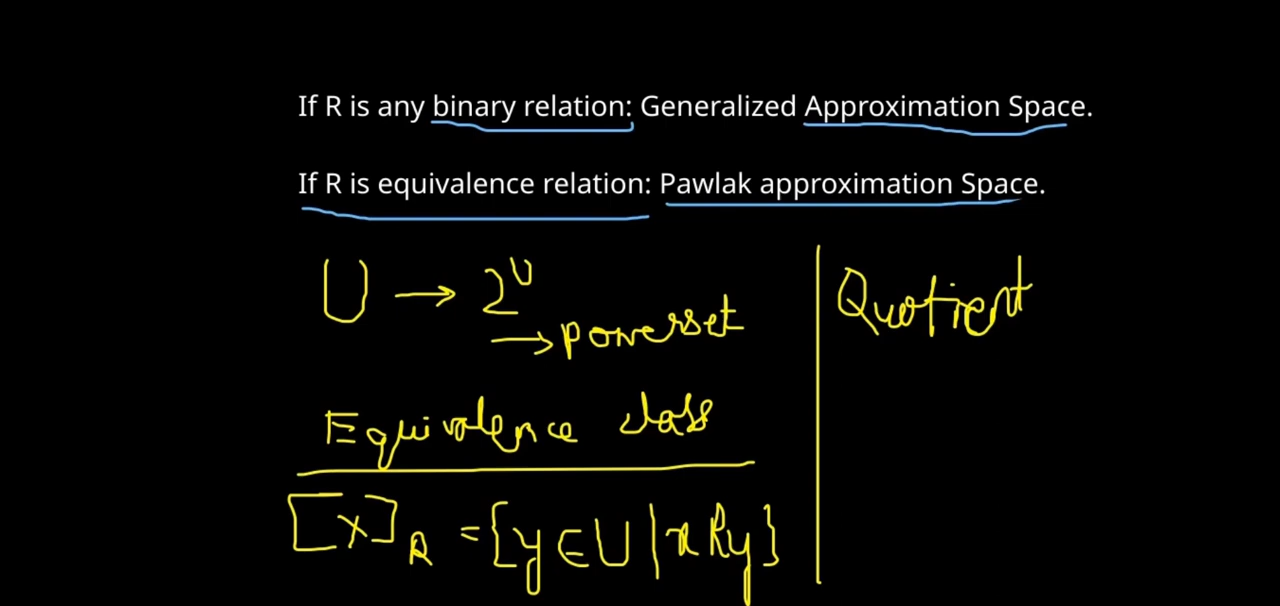 If R is any binary relation: Generalized Approximation Space.
If R is equivalence relation: Pawlak approximation Space.
U → 2^U
→ powerset
Equivalence class
[x]_R = {y ∈ U | x R y}
Quotient